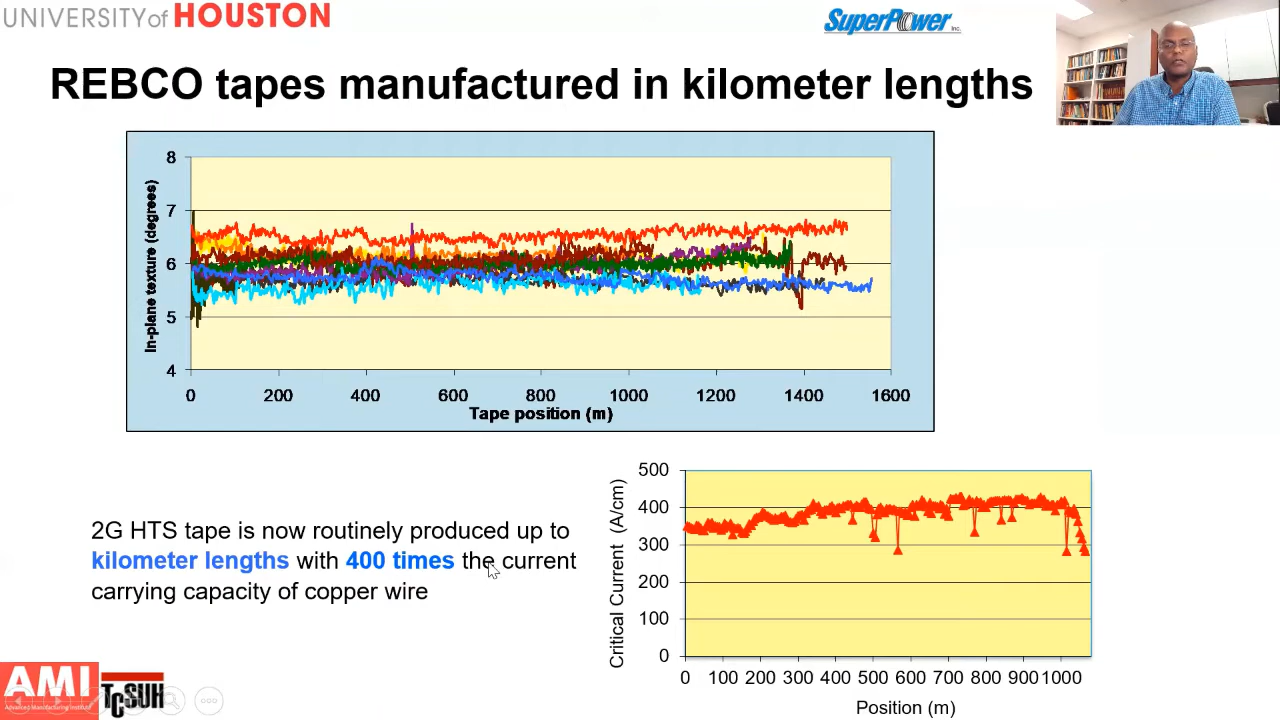 UNIVERSITY of HOUSTON
SuperPower Inc.
REBCO tapes manufactured in kilometer lengths
8
7
6
5
4
In-plane texture (degrees)
0 200 400 600 800 1000 1200 1400 1600
Tape position (m)
2G HTS tape is now routinely produced up to
kilometer lengths with 400 times the current
carrying capacity of copper wire
500
400
300
200
100
0
Critical Current (A/cm)
0 100 200 300 400 500 600 700 800 900 1000
Position (m)
AMI
Advanced Manufacturing Institute
TCSUH